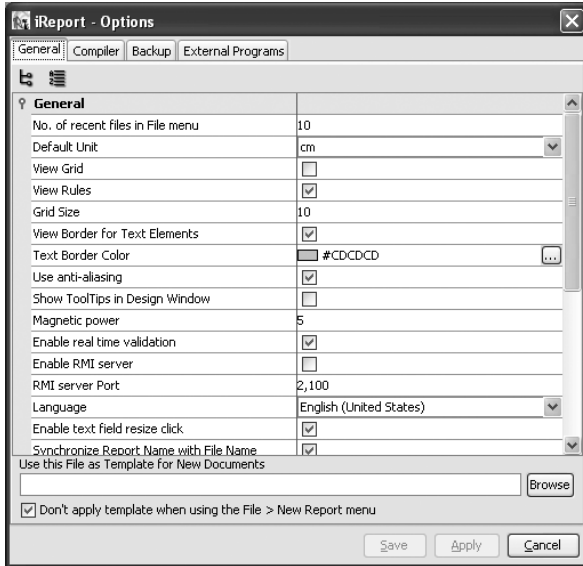 iReport - Options
General Compiler Backup External Programs
General
No. of recent files in File menu 10
Default Unit cm
View Grid
View Rules
Grid Size 10
View Border for Text Elements
Text Border Color #CDCDCD ...
Use anti-aliasing
Show ToolTips in Design Window
Magnetic power 5
Enable real time validation
Enable RMI server
RMI server Port 2,100
Language English (United States)
Enable text field resize click
Synchronize Report Name with File Name
Use this File as Template for New Documents
Browse
Don't apply template when using the File > New Report menu
Save Apply Cancel